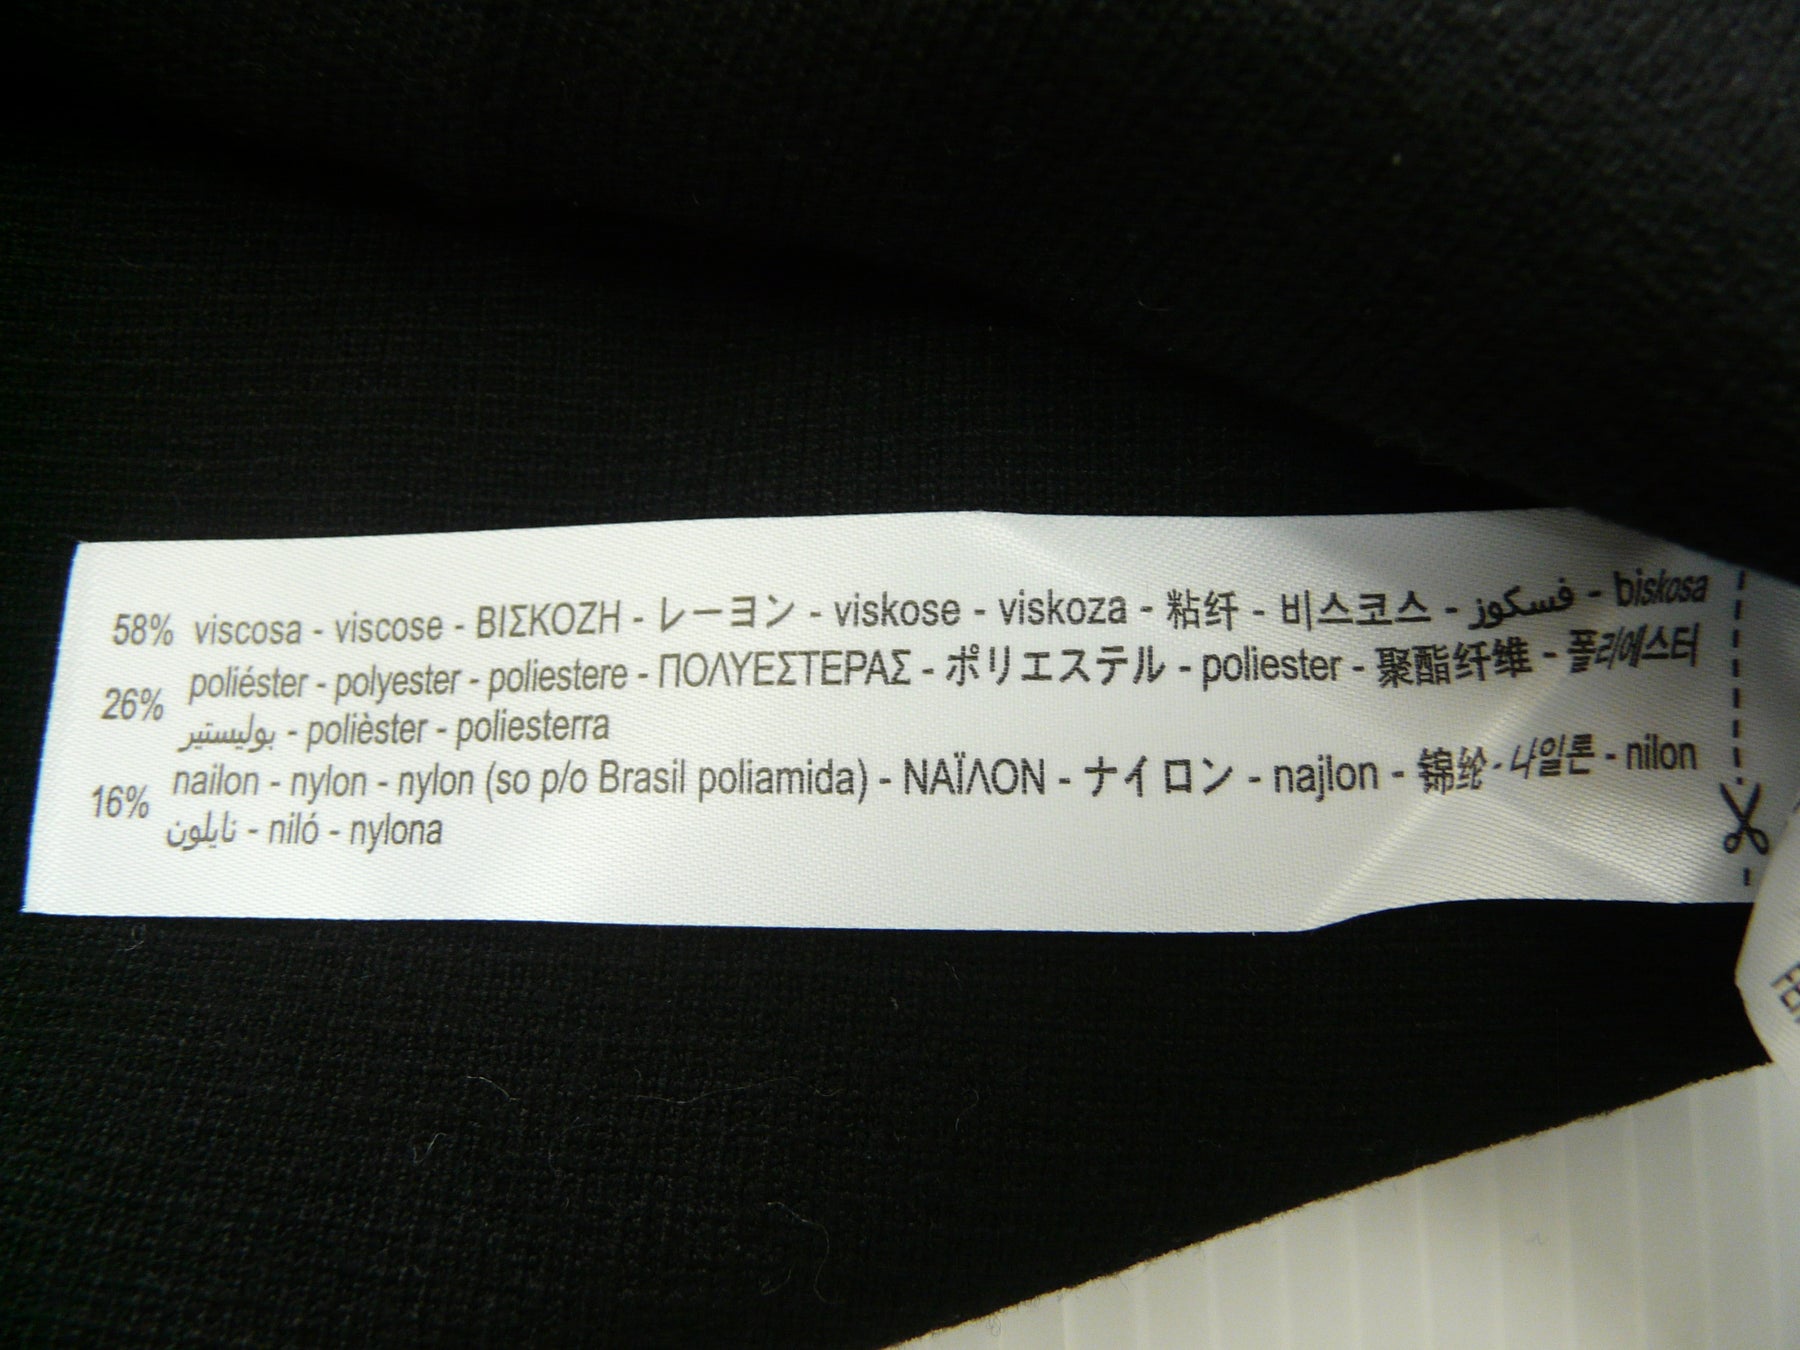 58% viscosa - viscose - ΒΙΣΚΟΖΗ - レーヨン - viskose - viskoza - 粘纤 - 비스코스 - فسكوز - biskosa
26% poliéster - polyester - poliestere - ΠΟΛΥΕΣΤΕΡΑΣ - ポリエステル - poliester - 聚酯纤维 - 폴리에스터
بوليستير - polièster - poliesterra
16% nailon - nylon - nylon (so p/o Brasil poliamida) - ΝΑΪΛΟΝ - ナイロン - najlon - 锦纶 - 나일론 - nilon
نايلون - niló - nylona